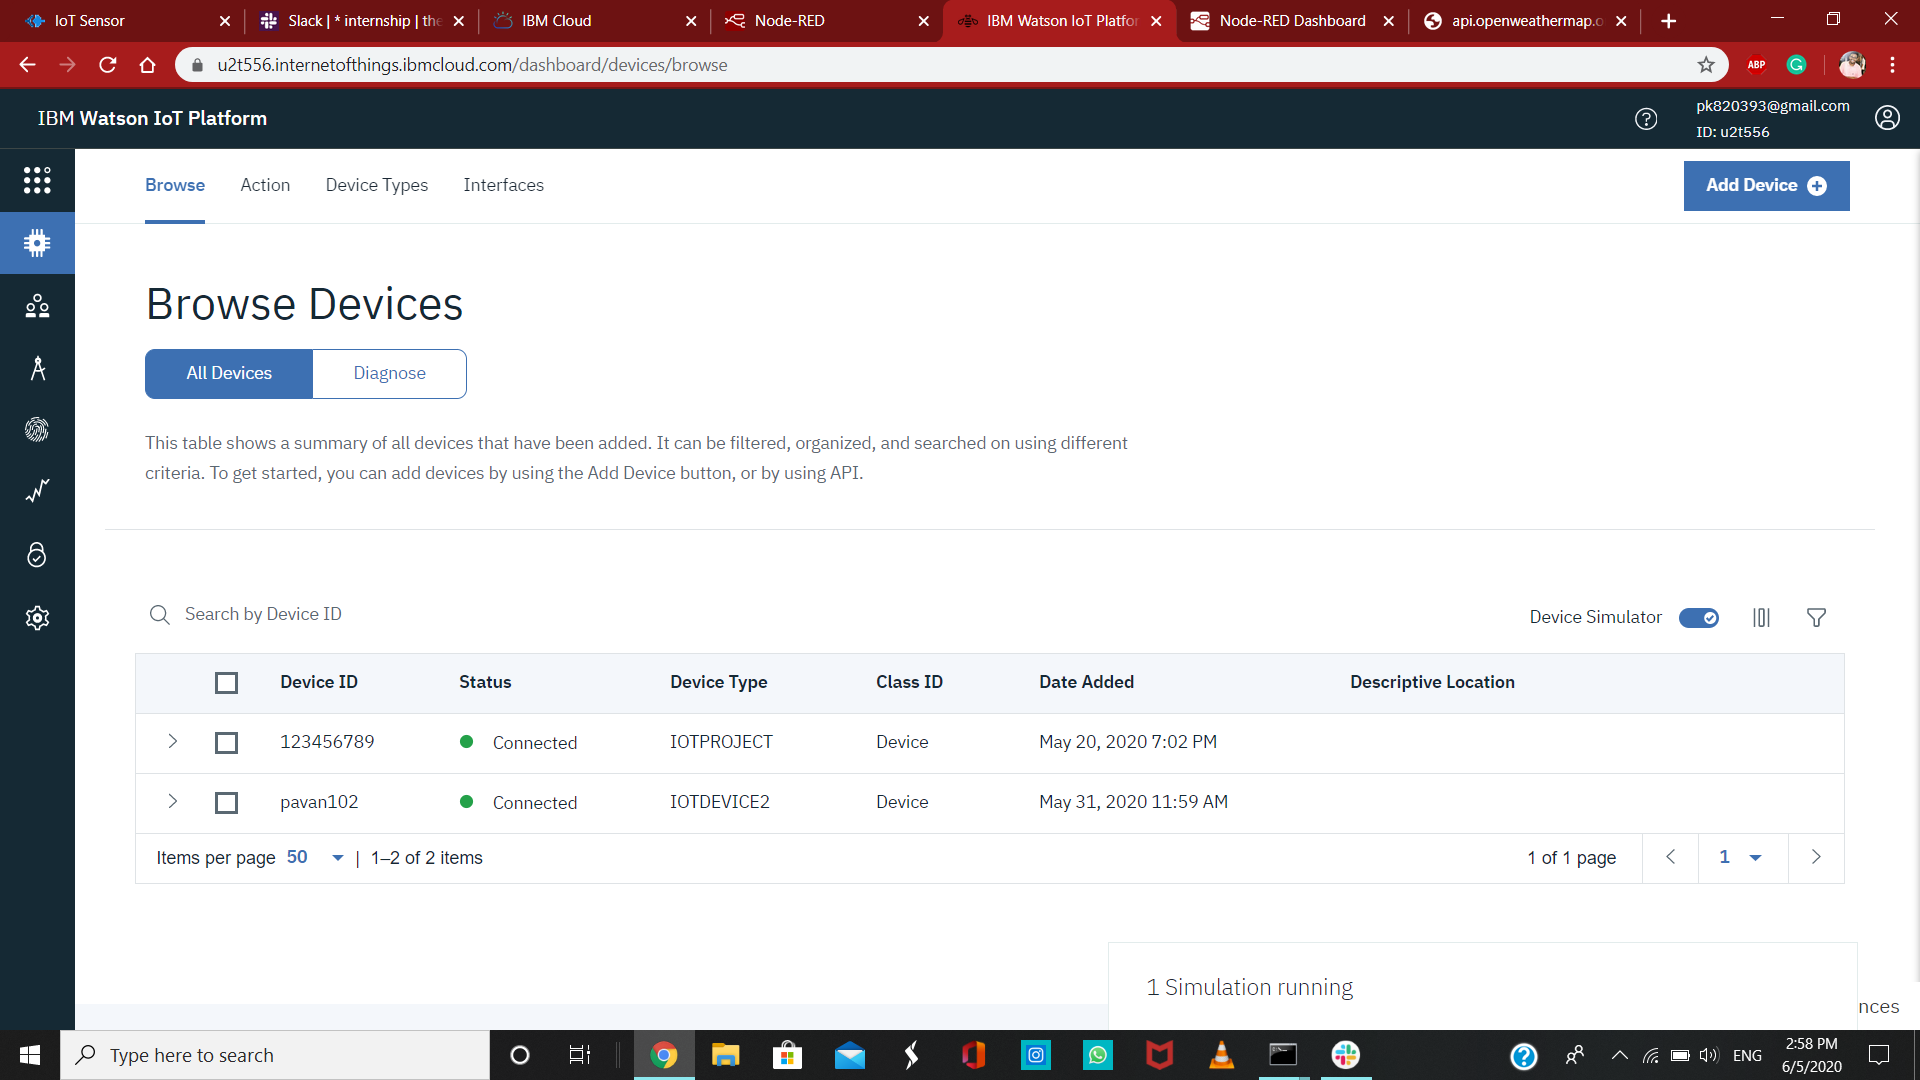 IoT Sensor
Slack | * internship | the
IBM Cloud
Node-RED
IBM Watson IoT Platfor
Node-RED Dashboard
api.openweathermap.o
u2t556.internetofthings.ibmcloud.com/dashboard/devices/browse
ABP
IBM Watson IoT Platform
pk820393@gmail.com
ID: u2t556
Browse
Action
Device Types
Interfaces
Add Device
Browse Devices
All Devices
Diagnose
This table shows a summary of all devices that have been added. It can be filtered, organized, and searched on using different
criteria. To get started, you can add devices by using the Add Device button, or by using API.
Search by Device ID
Device Simulator
Device ID Status Device Type Class ID Date Added Descriptive Location
123456789 Connected IOTPROJECT Device May 20, 2020 7:02 PM
pavan102 Connected IOTDEVICE2 Device May 31, 2020 11:59 AM
Items per page 50 | 1–2 of 2 items
1 of 1 page
1
1 Simulation running
nces
Type here to search
ENG
2:58 PM
6/5/2020